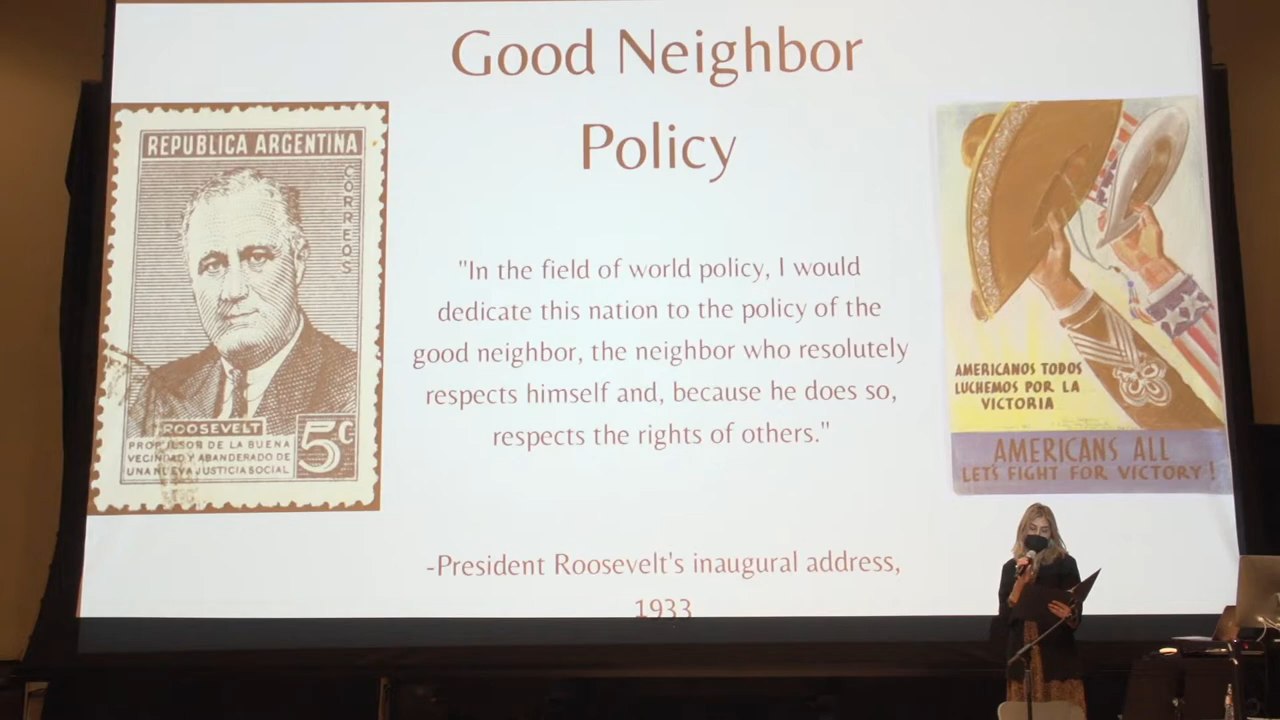 Good Neighbor
Policy
REPUBLICA ARGENTINA
CORREOS
ROOSEVELT
5c
PROPULSOR DE LA BUENA
VECINDAD Y ABANDERADO DE
UNA NUEVA JUSTICIA SOCIAL
"In the field of world policy, I would
dedicate this nation to the policy of the
good neighbor, the neighbor who resolutely
respects himself and, because he does so,
respects the rights of others."
-President Roosevelt's inaugural address,
1933
AMERICANOS TODOS
LUCHEMOS POR LA
VICTORIA
AMERICANS ALL
LET'S FIGHT FOR VICTORY!